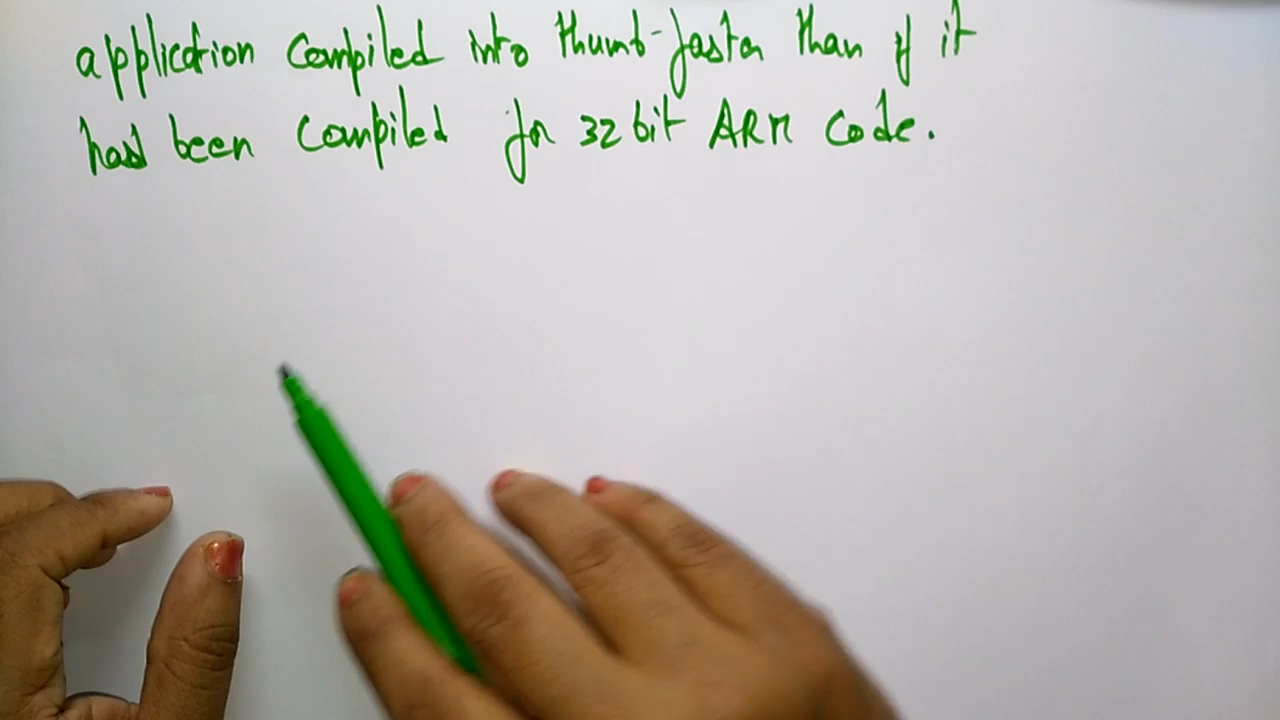 application compiled into thumb-faster than if it
had been compiled for 32 bit ARM code.